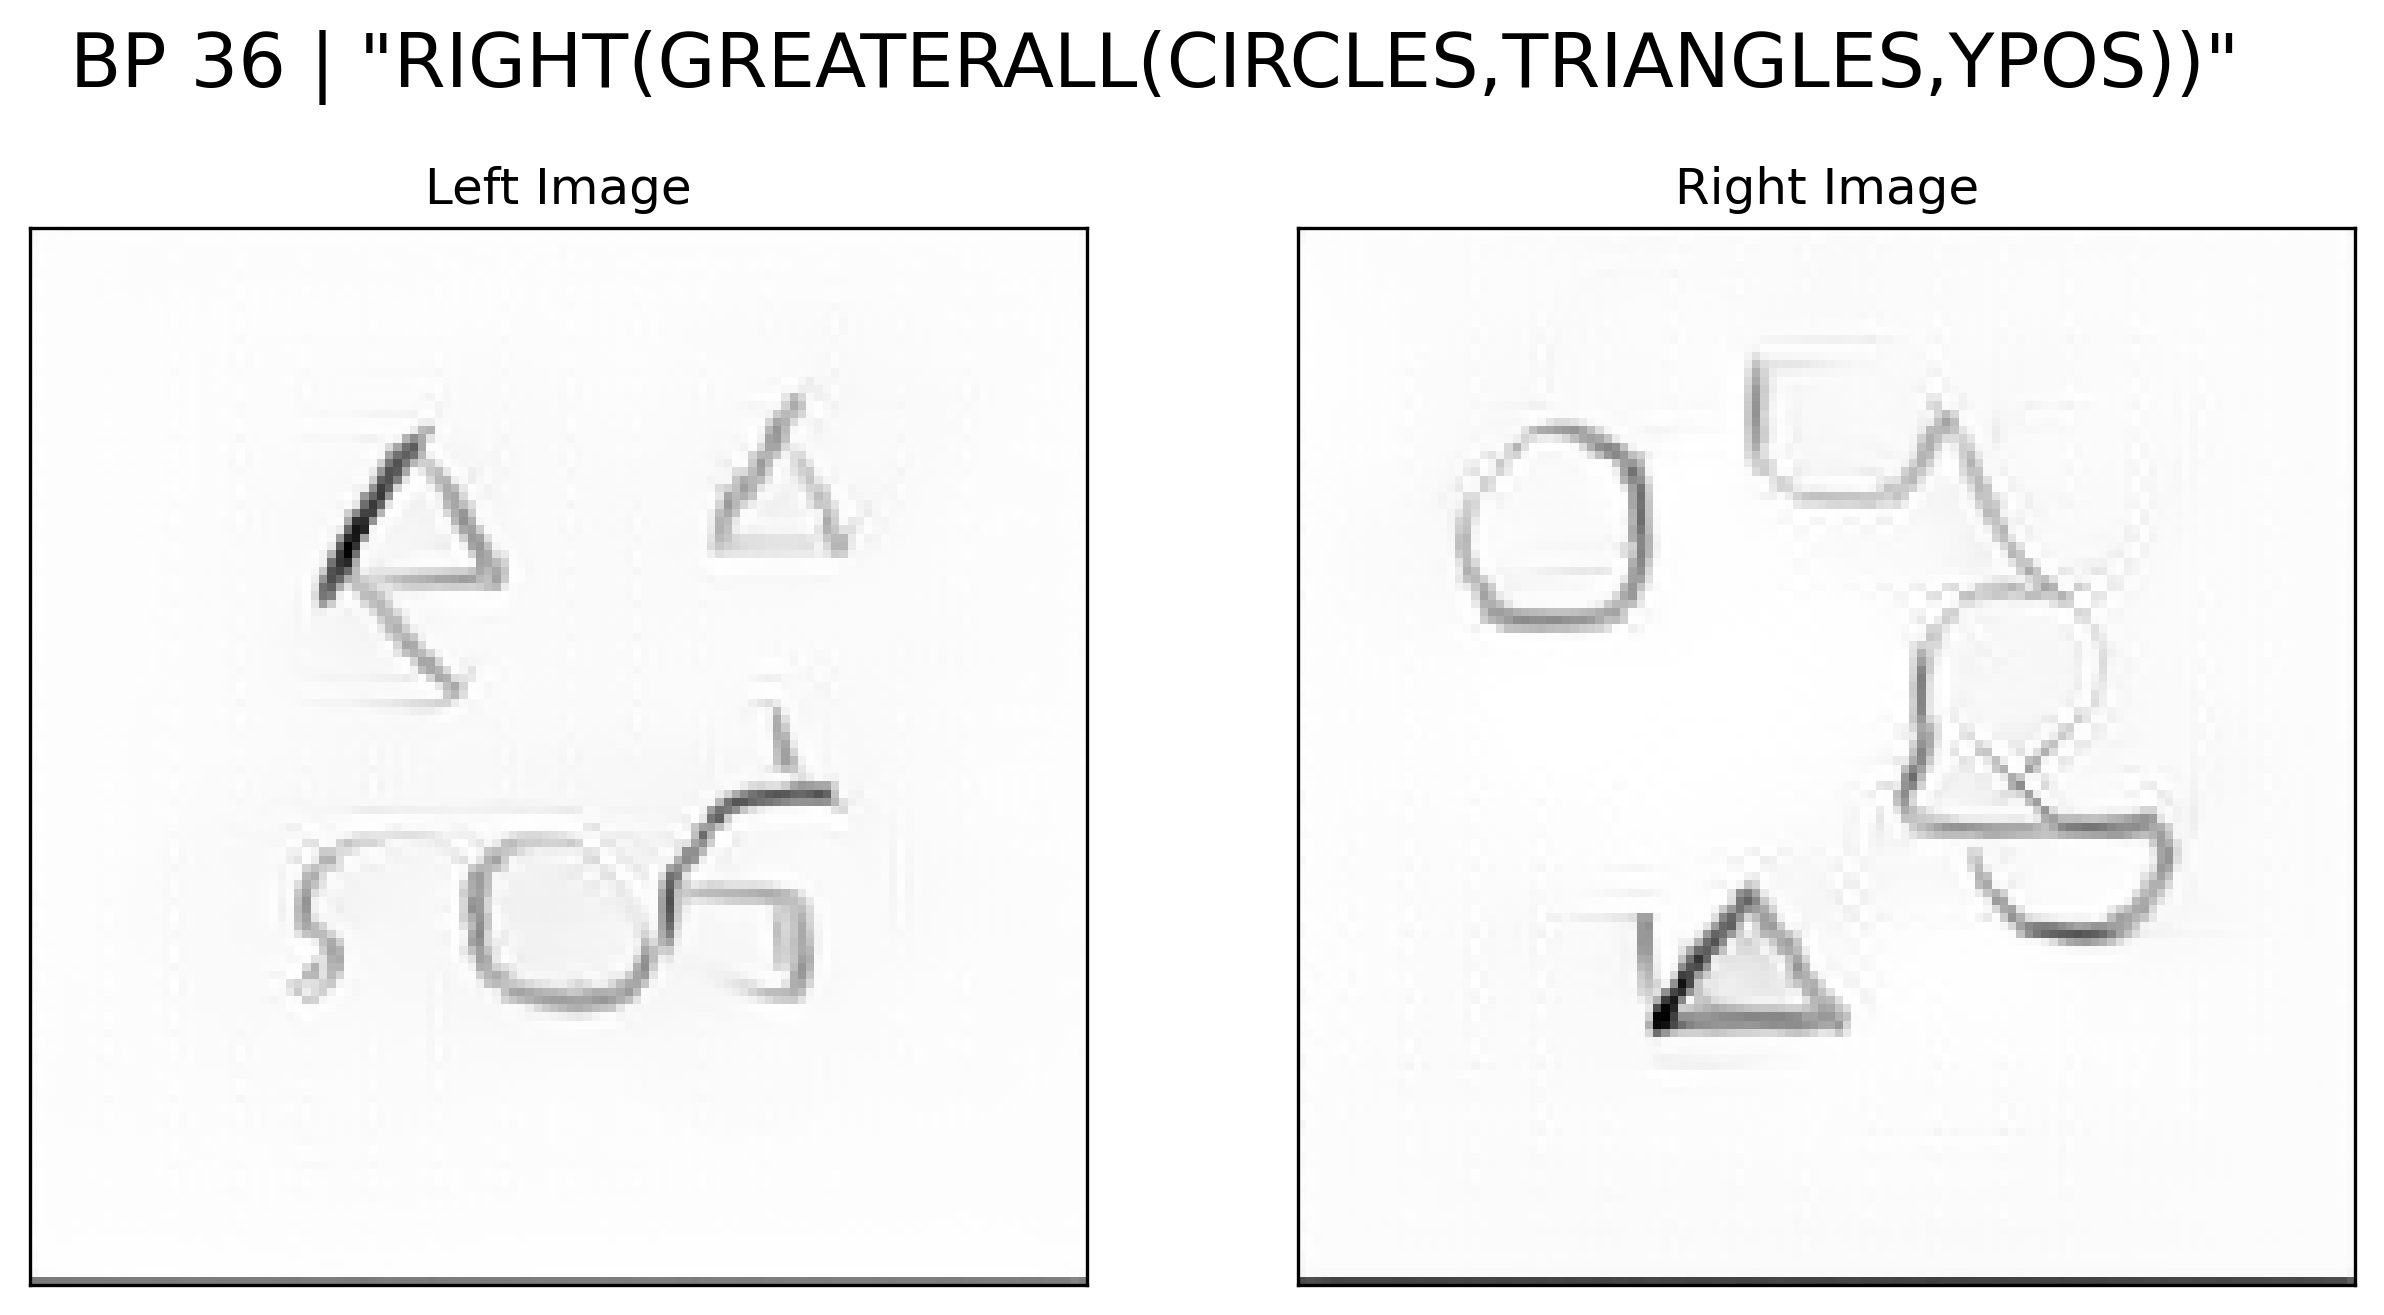 BP 36 | "RIGHT(GREATERALL(CIRCLES,TRIANGLES,YPOS))"
Left Image
Right Image